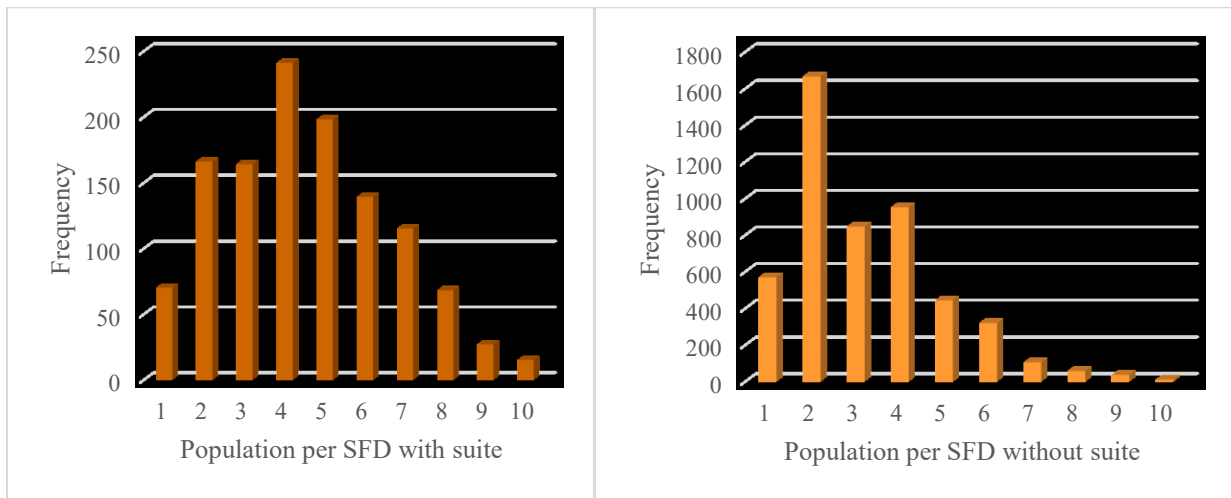 250
200
150
100
50
0
Frequency
1 2 3 4 5 6 7 8 9 10
Population per SFD with suite
1800
1600
1400
1200
1000
800
600
400
200
0
Frequency
1 2 3 4 5 6 7 8 9 10
Population per SFD without suite